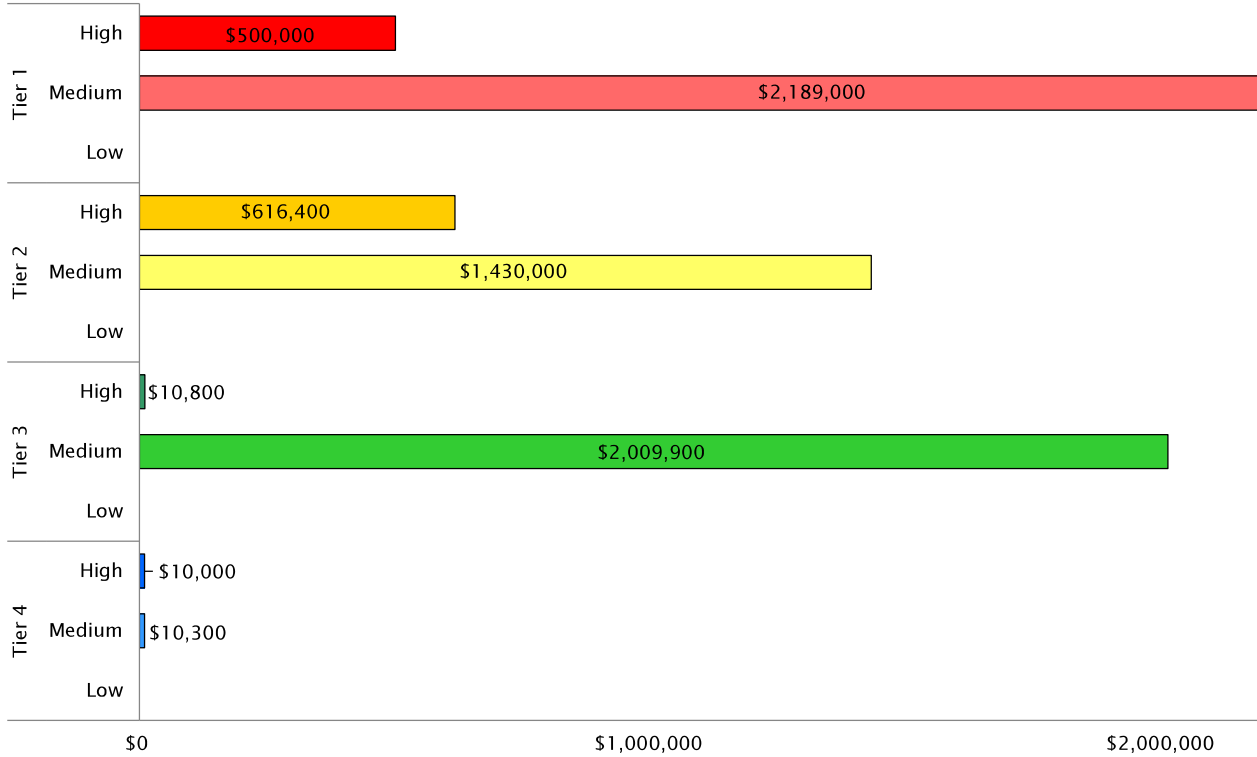 Tier 1
High
$500,000
Medium
$2,189,000
Low
Tier 2
High
$616,400
Medium
$1,430,000
Low
Tier 3
High
$10,800
Medium
$2,009,900
Low
Tier 4
High
$10,000
Medium
$10,300
Low
$0
$1,000,000
$2,000,000